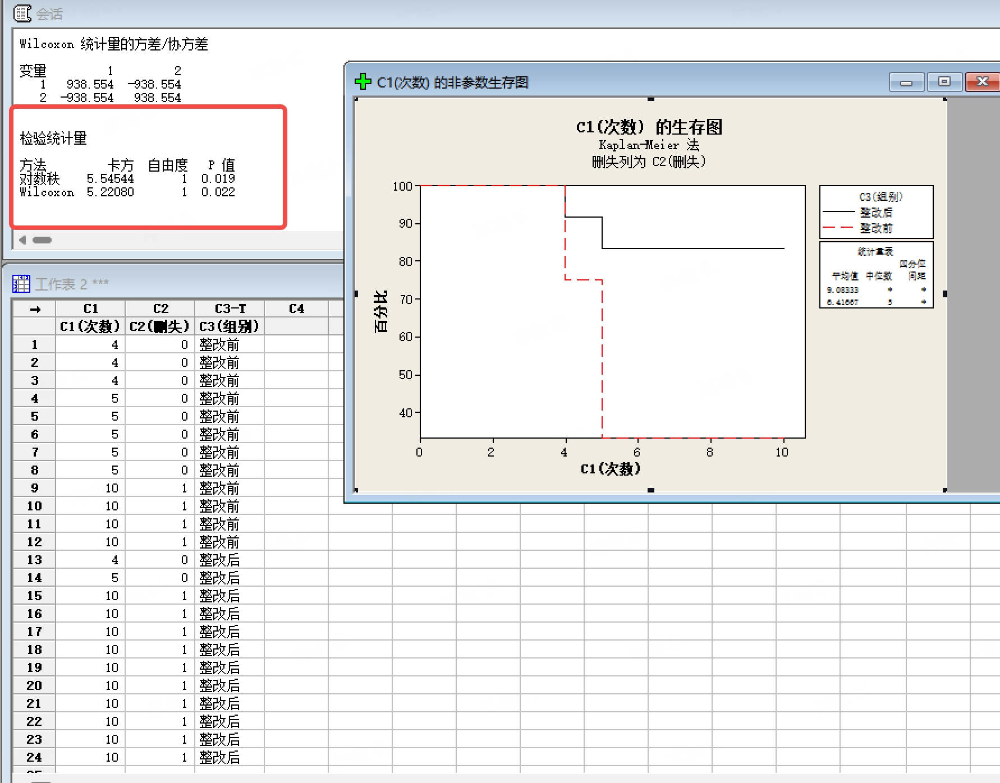 会话
Wilcoxon 统计量的方差/协方差
变量 1 2
1 938.554 -938.554
2 -938.554 938.554
检验统计量
方法 卡方 自由度 P 值
对数秩 5.54544 1 0.019
Wilcoxon 5.22080 1 0.022
C1(次数) 的非参数生存图
C1(次数) 的生存图
Kaplan-Meier 法
删失列为 C2(删失)
百分比
100
90
80
70
60
50
40
0 2 4 6 8 10
C1(次数)
C3(组别)
整改后
整改前
统计量表
四分位
平均值 中位数 间距
9.08333 * *
6.41667 5 *
工作表 2 ***
→ C1 C2 C3-T C4
C1(次数) C2(删失) C3(组别)
1 4 0 整改前
2 4 0 整改前
3 4 0 整改前
4 5 0 整改前
5 5 0 整改前
6 5 0 整改前
7 5 0 整改前
8 5 0 整改前
9 10 1 整改前
10 10 1 整改前
11 10 1 整改前
12 10 1 整改前
13 4 0 整改后
14 5 0 整改后
15 10 1 整改后
16 10 1 整改后
17 10 1 整改后
18 10 1 整改后
19 10 1 整改后
20 10 1 整改后
21 10 1 整改后
22 10 1 整改后
23 10 1 整改后
24 10 1 整改后